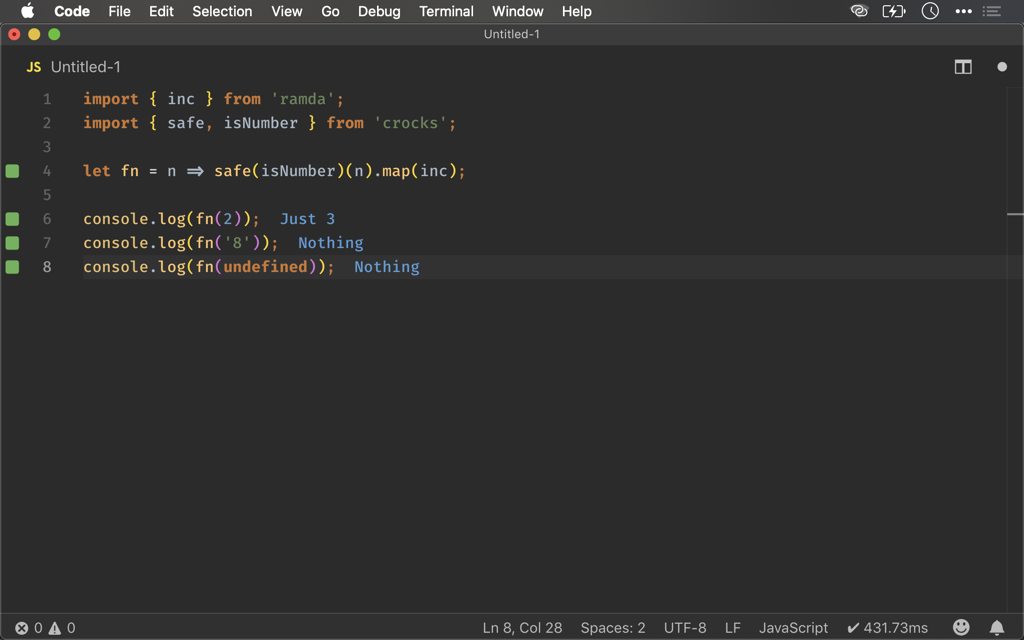 Code File Edit Selection View Go Debug Terminal Window Help
Untitled-1
JS Untitled-1
1 import { inc } from 'ramda';
2 import { safe, isNumber } from 'crocks';
3
4 let fn = n => safe(isNumber)(n).map(inc);
5
6 console.log(fn(2)); Just 3
7 console.log(fn('8')); Nothing
8 console.log(fn(undefined)); Nothing
0 0 Ln 8, Col 28 Spaces: 2 UTF-8 LF JavaScript ✔ 431.73ms